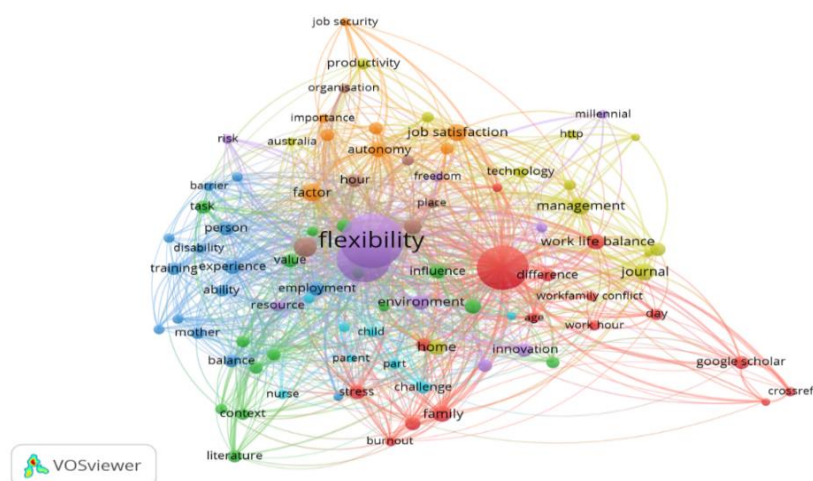 job security
productivity
organisation
importance
millennial
risk
australia
job satisfaction
http
autonomy
technology
barrier
hour
freedom
factor
task
place
management
person
flexibility
work life balance
disability
value
training
experience
influence
difference
journal
ability
employment
resource
environment
workfamily conflict
day
mother
child
age
work hour
home
innovation
balance
parent
part
google scholar
nurse
stress
challenge
crossref
context
family
burnout
literature
VOSviewer